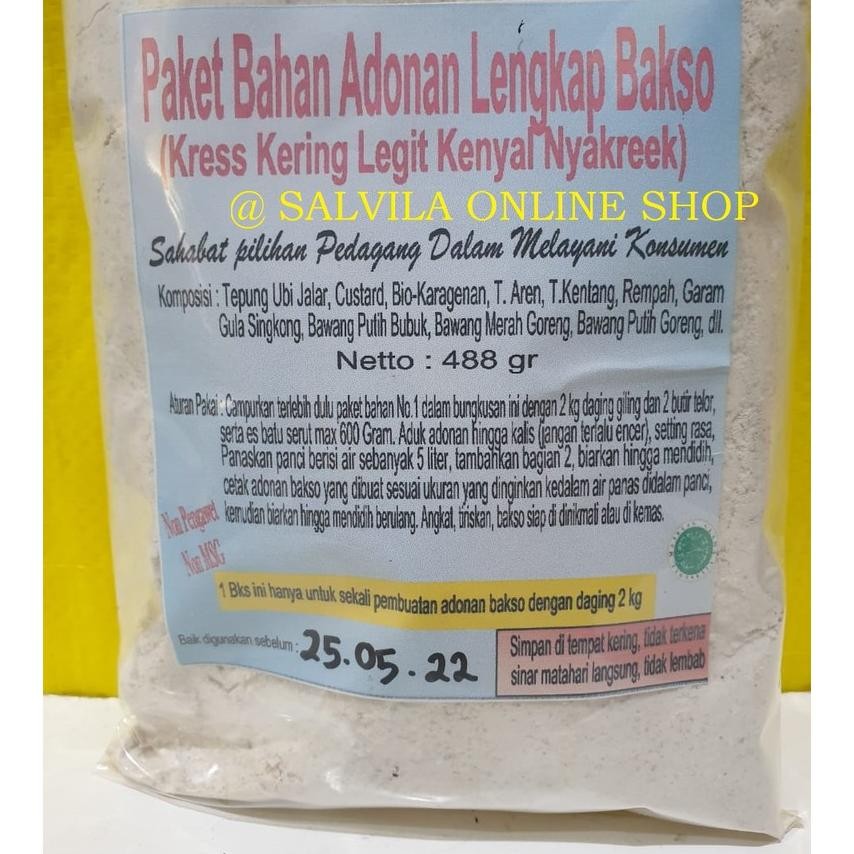 Paket Bahan Adonan Lengkap Bakso
(Kress Kering Legit Kenyal Nyakreek)
@ SALVILA ONLINE SHOP
Sahabat pilihan Pedagang Dalam Melayani Konsumen
Komposisi : Tepung Ubi Jalar, Custard, Bio-Karagenan, T. Aren, T.Kentang, Rempah, Garam
Gula Singkong, Bawang Putih Bubuk, Bawang Merah Goreng, Bawang Putih Goreng, dll.
Netto : 488 gr
Aturan Pakai : Campurkan terlebih dulu paket bahan No.1 dalam bungkusan ini dengan 2 kg daging giling dan 2 butir telor,
serta es batu serut max 600 Gram. Aduk adonan hingga kalis (jangan terlalu encer), setting rasa,
Panaskan panci berisi air sebanyak 5 liter, tambahkan bagian 2, biarkan hingga mendidih,
cetak adonan bakso yang dibuat sesuai ukuran yang dinginkan kedalam air panas didalam panci,
kemudian biarkan hingga mendidih berulang. Angkat, tiriskan, bakso siap di dinikmati atau di kemas.
Non Pengawet
Non MSG
1 Bks ini hanya untuk sekali pembuatan adonan bakso dengan daging 2 kg
Baik digunakan sebelum : 25.05.22
Simpan di tempat kering, tidak terkena
sinar matahari langsung, tidak lembab